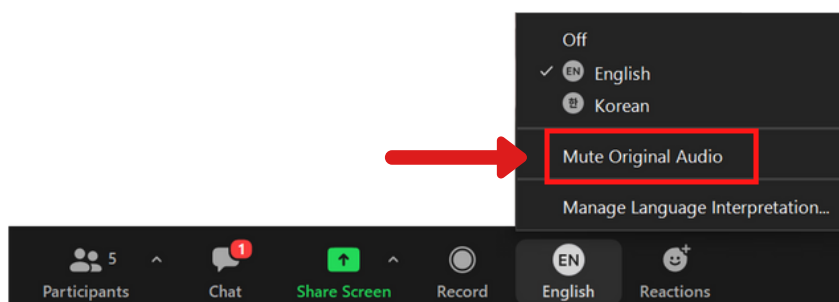 Off
EN English
한 Korean
Mute Original Audio
Manage Language Interpretation...
5 1 EN
Participants Chat Share Screen Record English Reactions